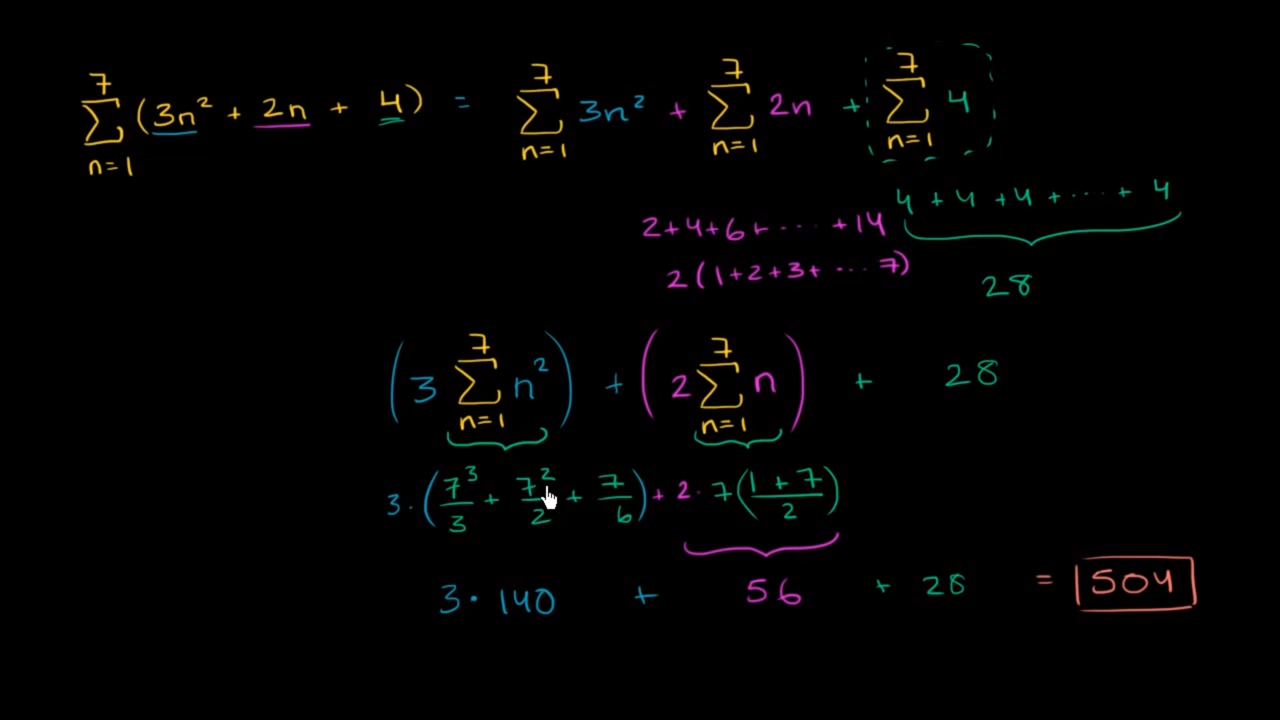 7 7 7 7
∑ (3n² + 2n + 4) = ∑ 3n² + ∑ 2n + ∑ 4
n=1 n=1 n=1 n=1
4 + 4 + 4 + ··· + 4
2+4+6+ ···· +14
2(1+2+3+ ··· 7)
28
7 7
(3 ∑ n²) + (2 ∑ n) + 28
n=1 n=1
3·(7³/3 + 7²/2 + 7/6) + 2·7((1+7)/2)
3·140 + 56 + 28 = 504